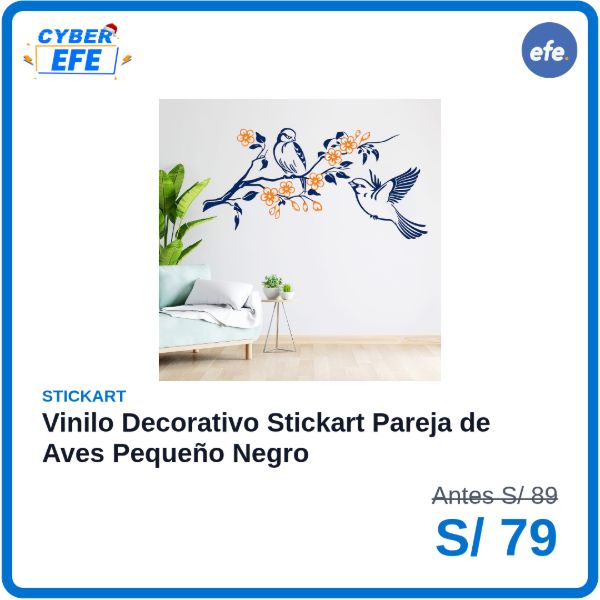 CYBER
EFE
efe.
STICKART
Vinilo Decorativo Stickart Pareja de
Aves Pequeño Negro
Antes S/ 89
S/ 79